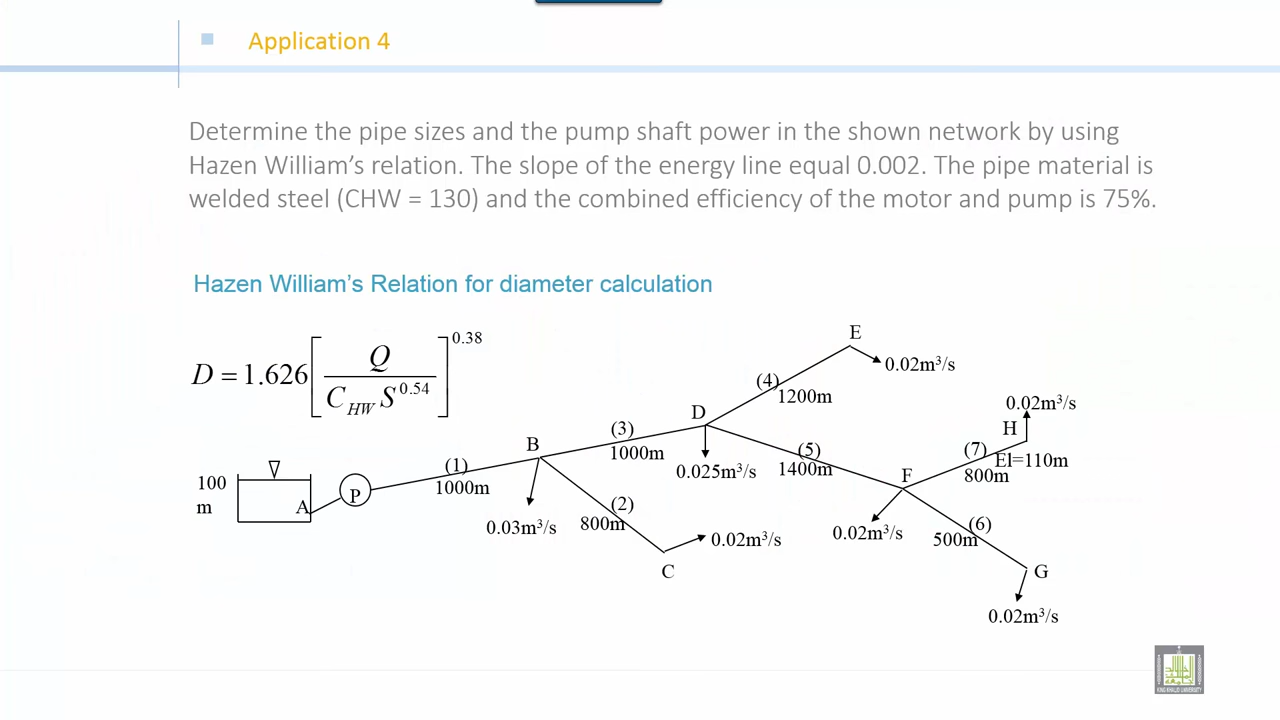 Application 4
Determine the pipe sizes and the pump shaft power in the shown network by using
Hazen William's relation. The slope of the energy line equal 0.002. The pipe material is
welded steel (CHW = 130) and the combined efficiency of the motor and pump is 75%.
Hazen William's Relation for diameter calculation
D = 1.626 [ Q / (C_HW S^0.54) ]^0.38
E
0.02m³/s
(4)
1200m
0.02m³/s
H
D
(3)
1000m
(5)
1400m
(7)
El=110m
800m
B
0.025m³/s
F
(1)
1000m
100
m
A
P
0.03m³/s
(2)
800m
0.02m³/s
0.02m³/s
(6)
500m
C
G
0.02m³/s
KING KHALID UNIVERSITY